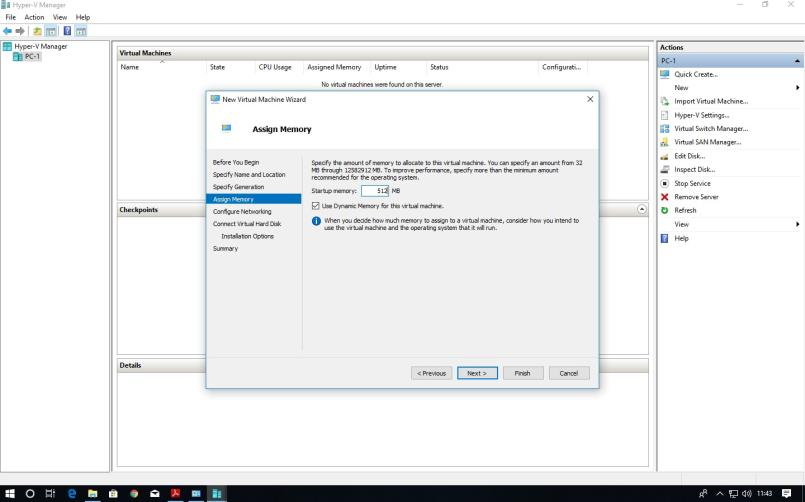 Hyper-V Manager
File Action View Help
Hyper-V Manager
PC-1
Virtual Machines
Name State CPU Usage Assigned Memory Uptime Status Configurati...
No virtual machines were found on this server.
Checkpoints
Details
New Virtual Machine Wizard
Assign Memory
Before You Begin
Specify Name and Location
Specify Generation
Assign Memory
Configure Networking
Connect Virtual Hard Disk
Installation Options
Summary
Specify the amount of memory to allocate to this virtual machine. You can specify an amount from 32
MB through 12582912 MB. To improve performance, specify more than the minimum amount
recommended for the operating system.
Startup memory: 512 MB
Use Dynamic Memory for this virtual machine.
When you decide how much memory to assign to a virtual machine, consider how you intend to
use the virtual machine and the operating system that it will run.
< Previous Next > Finish Cancel
Actions
PC-1
Quick Create...
New
Import Virtual Machine...
Hyper-V Settings...
Virtual Switch Manager...
Virtual SAN Manager...
Edit Disk...
Inspect Disk...
Stop Service
Remove Server
Refresh
View
Help
11:43